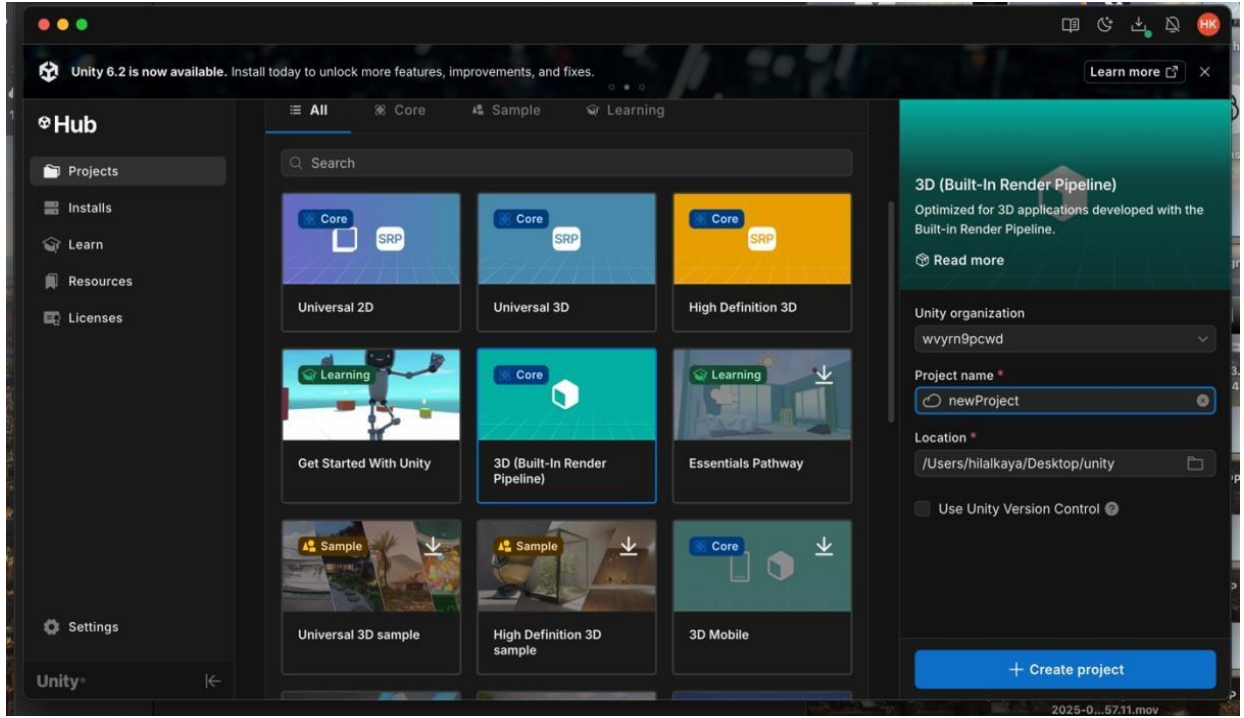 HK
Unity 6.2 is now available. Install today to unlock more features, improvements, and fixes.
Learn more
Hub
Projects
Installs
Learn
Resources
Licenses
Settings
Unity
All
Core
Sample
Learning
Search
Core
SRP
Universal 2D
Core
SRP
Universal 3D
Core
SRP
High Definition 3D
Learning
Get Started With Unity
Core
3D (Built-In Render
Pipeline)
Learning
Essentials Pathway
Sample
Universal 3D sample
Sample
High Definition 3D
sample
Core
3D Mobile
3D (Built-In Render Pipeline)
Optimized for 3D applications developed with the
Built-in Render Pipeline.
Read more
Unity organization
wvyrn9pcwd
Project name *
newProject
Location *
/Users/hilalkaya/Desktop/unity
Use Unity Version Control
+ Create project
2025-0...57.11.mov